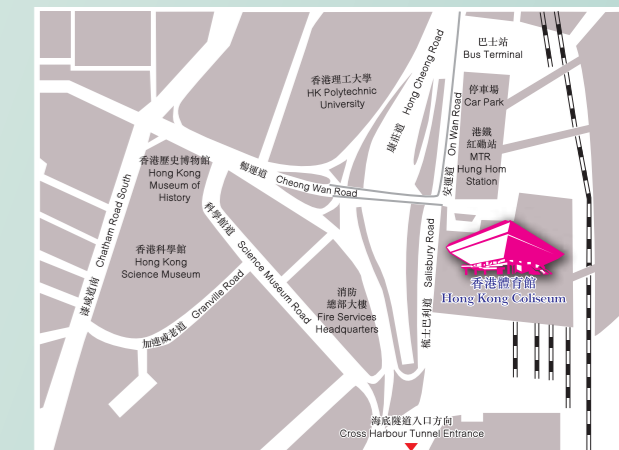 巴士站
Bus Terminal
香港理工大學
HK Polytechnic
University
康莊道 Hong Cheong Road
安運道 On Wan Road
停車場
Car Park
港鐵
紅磡站
MTR
Hung Hom
Station
香港歷史博物館
Hong Kong
Museum of
History
暢運道 Cheong Wan Road
漆咸道南 Chatham Road South
科學館道 Science Museum Road
香港科學館
Hong Kong
Science Museum
加連威老道 Granville Road
消防
總部大樓
Fire Services
Headquarters
梳士巴利道 Salisbury Road
香港體育館
Hong Kong Coliseum
海底隧道入口方向
Cross Harbour Tunnel Entrance